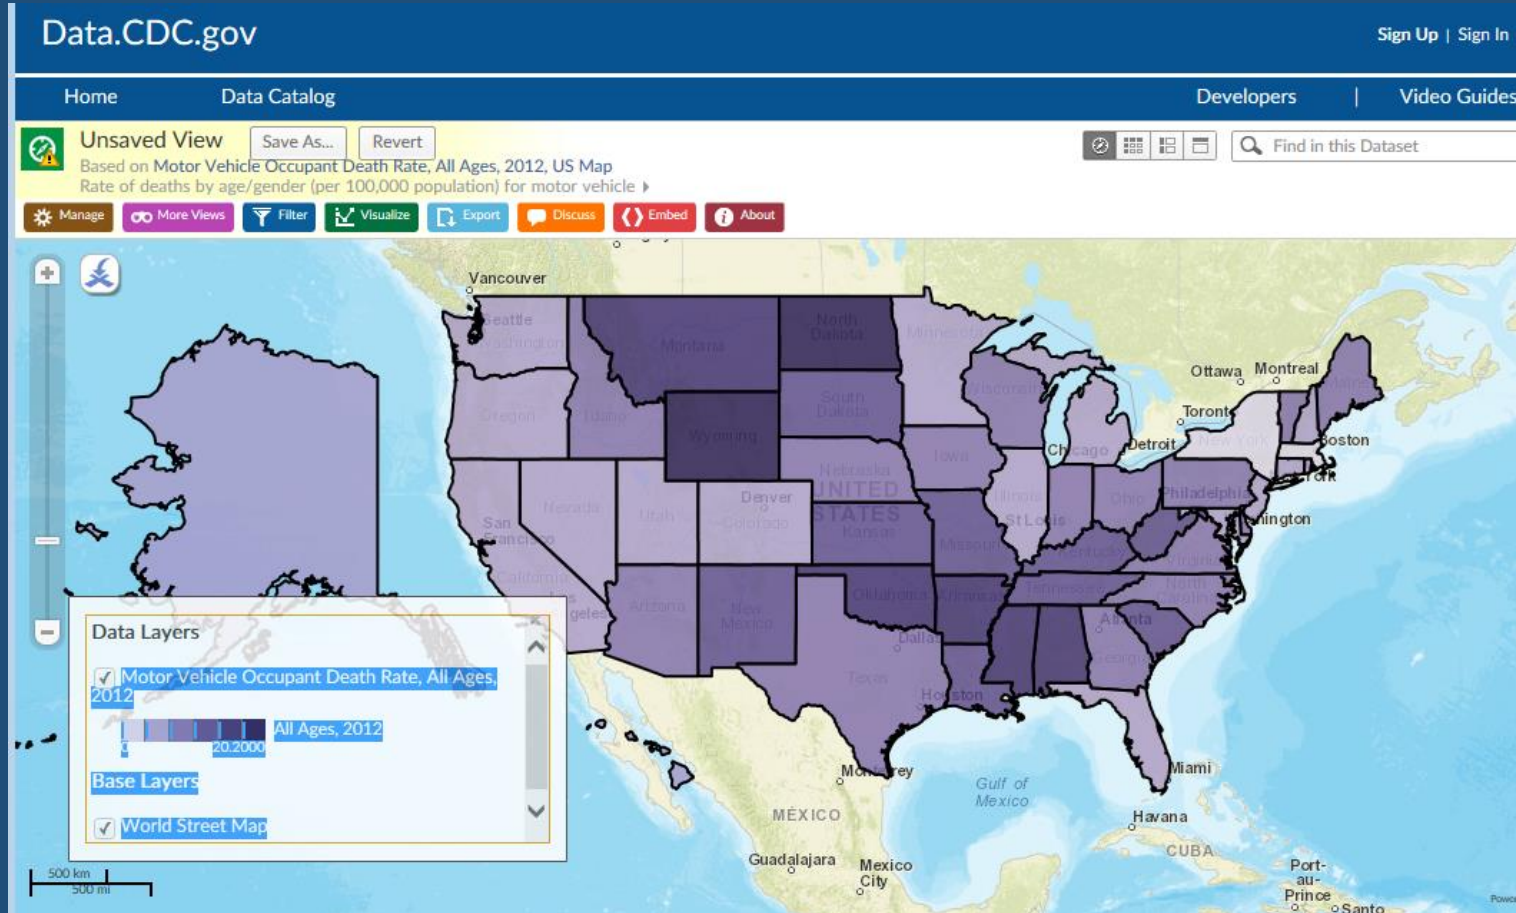 Data.CDC.gov
Sign Up | Sign In
Home
Data Catalog
Developers
|
Video Guides
Unsaved View
Save As...
Revert
Find in this Dataset
Based on Motor Vehicle Occupant Death Rate, All Ages, 2012, US Map
Rate of deaths by age/gender (per 100,000 population) for motor vehicle
Manage
More Views
Filter
Visualize
Export
Discuss
Embed
About
Vancouver
Seattle
Washington
Montana
North
Dakota
Minnesota
Ottawa
Montreal
Maine
Oregon
Idaho
South
Dakota
Wisconsin
Toront
Wyoming
Chicago
Detroit
New York
Boston
Iowa
York
Nebraska
UNITED
STATES
Denver
Colorado
Nevada
Utah
Illinois
Ohio
Philadelphia
San
Francisco
St Louis
hington
Kansas
Missouri
Kentucky
Virginia
California
geles
Arizona
New
Mexico
Oklahoma
Arkansas
Tennessee
North
Carolina
Atlanta
Georgia
Dallas
Texas
Houston
Data Layers
Motor Vehicle Occupant Death Rate, All Ages,
2012
All Ages, 2012
0
20.2000
Base Layers
World Street Map
Monterrey
Gulf of
Mexico
Miami
MÉXICO
Havana
CUBA
Guadalajara
Mexico
City
Port-
au-
Prince
Santo
500 km
500 mi